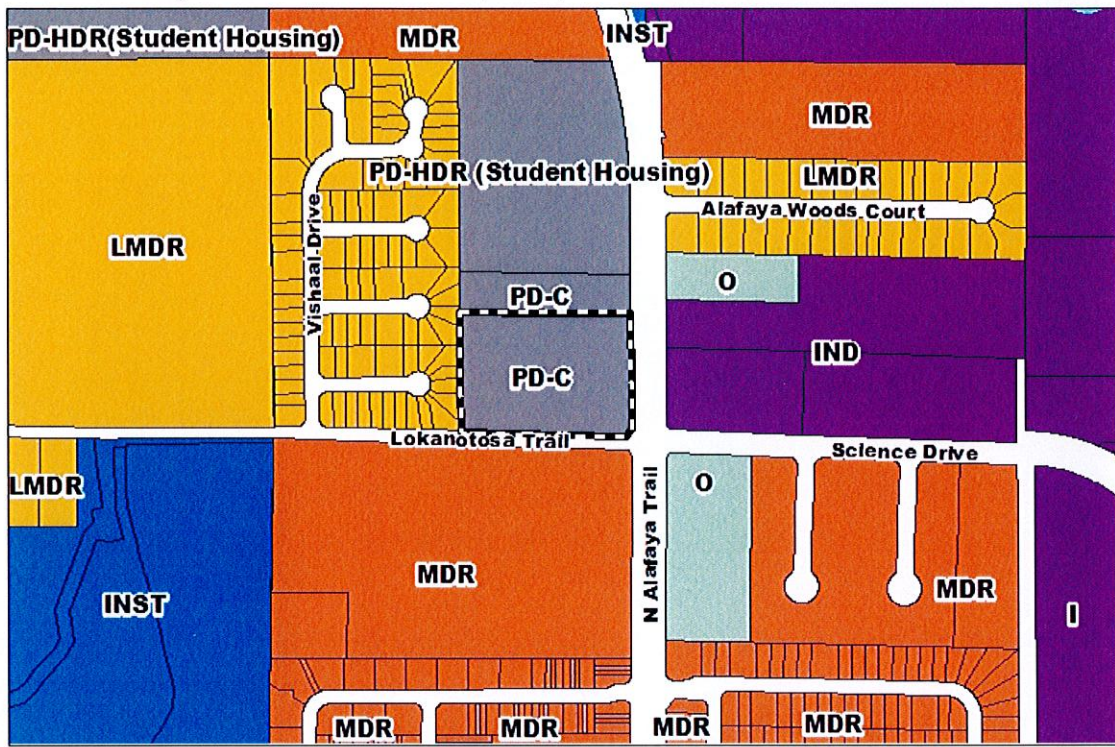 PD-HDR(Student Housing)
MDR
INST
MDR
PD-HDR (Student Housing)
LMDR
Alafaya Woods Court
LMDR
Vishaal Drive
O
PD-C
IND
PD-C
Lokanotosa Trail
Science Drive
LMDR
O
N Alafaya Trail
MDR
MDR
INST
I
MDR
MDR
MDR
MDR